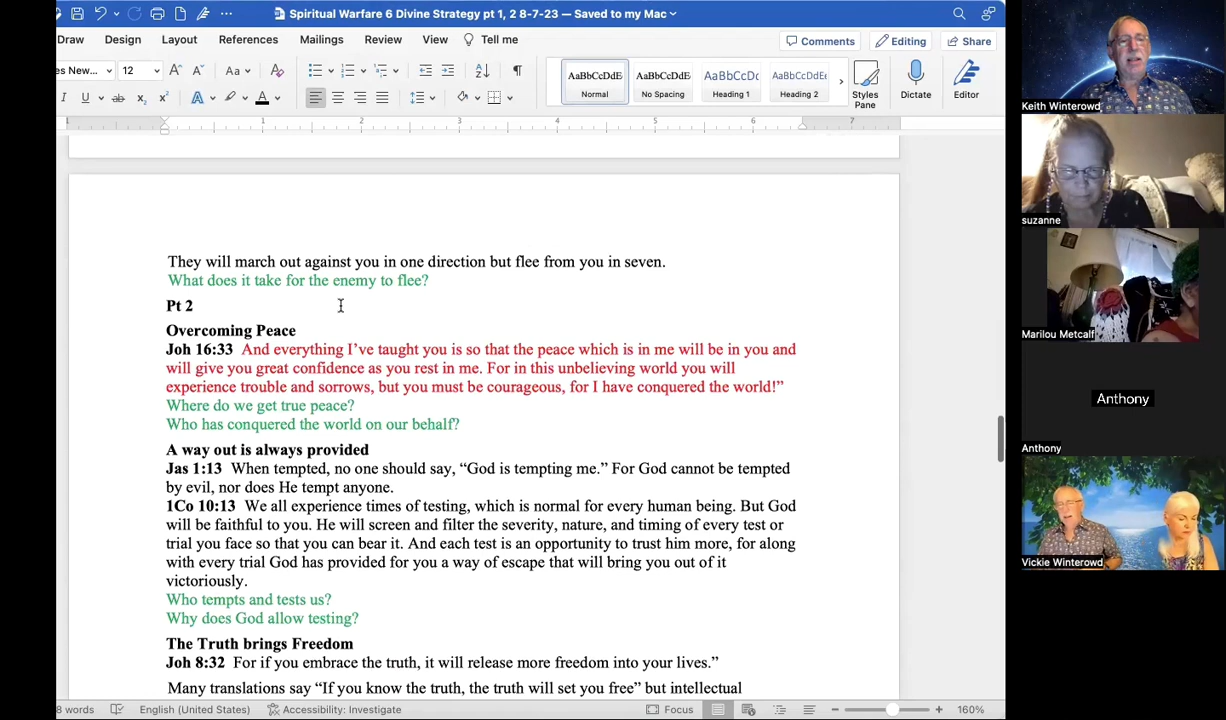 Spiritual Warfare 6 Divine Strategy pt 1, 2 8-7-23 — Saved to my Mac
Draw Design Layout References Mailings Review View Tell me
Comments Editing Share
es New... 12 Aa
AaBbCcDdE AaBbCcDdE AaBbCcDc AaBbCcDdEe
Normal No Spacing Heading 1 Heading 2
Styles Pane Dictate Editor
1 1 2 3 4 5 6 7
They will march out against you in one direction but flee from you in seven.
What does it take for the enemy to flee?
Pt 2
Overcoming Peace
Joh 16:33 And everything I’ve taught you is so that the peace which is in me will be in you and
will give you great confidence as you rest in me. For in this unbelieving world you will
experience trouble and sorrows, but you must be courageous, for I have conquered the world!”
Where do we get true peace?
Who has conquered the world on our behalf?
A way out is always provided
Jas 1:13 When tempted, no one should say, “God is tempting me.” For God cannot be tempted
by evil, nor does He tempt anyone.
1Co 10:13 We all experience times of testing, which is normal for every human being. But God
will be faithful to you. He will screen and filter the severity, nature, and timing of every test or
trial you face so that you can bear it. And each test is an opportunity to trust him more, for along
with every trial God has provided for you a way of escape that will bring you out of it
victoriously.
Who tempts and tests us?
Why does God allow testing?
The Truth brings Freedom
Joh 8:32 For if you embrace the truth, it will release more freedom into your lives.”
Many translations say “If you know the truth, the truth will set you free” but intellectual
8 words English (United States) Accessibility: Investigate Focus 160%
Keith Winterowd
suzanne
Marilou Metcalf
Anthony
Anthony
Vickie Winterowd